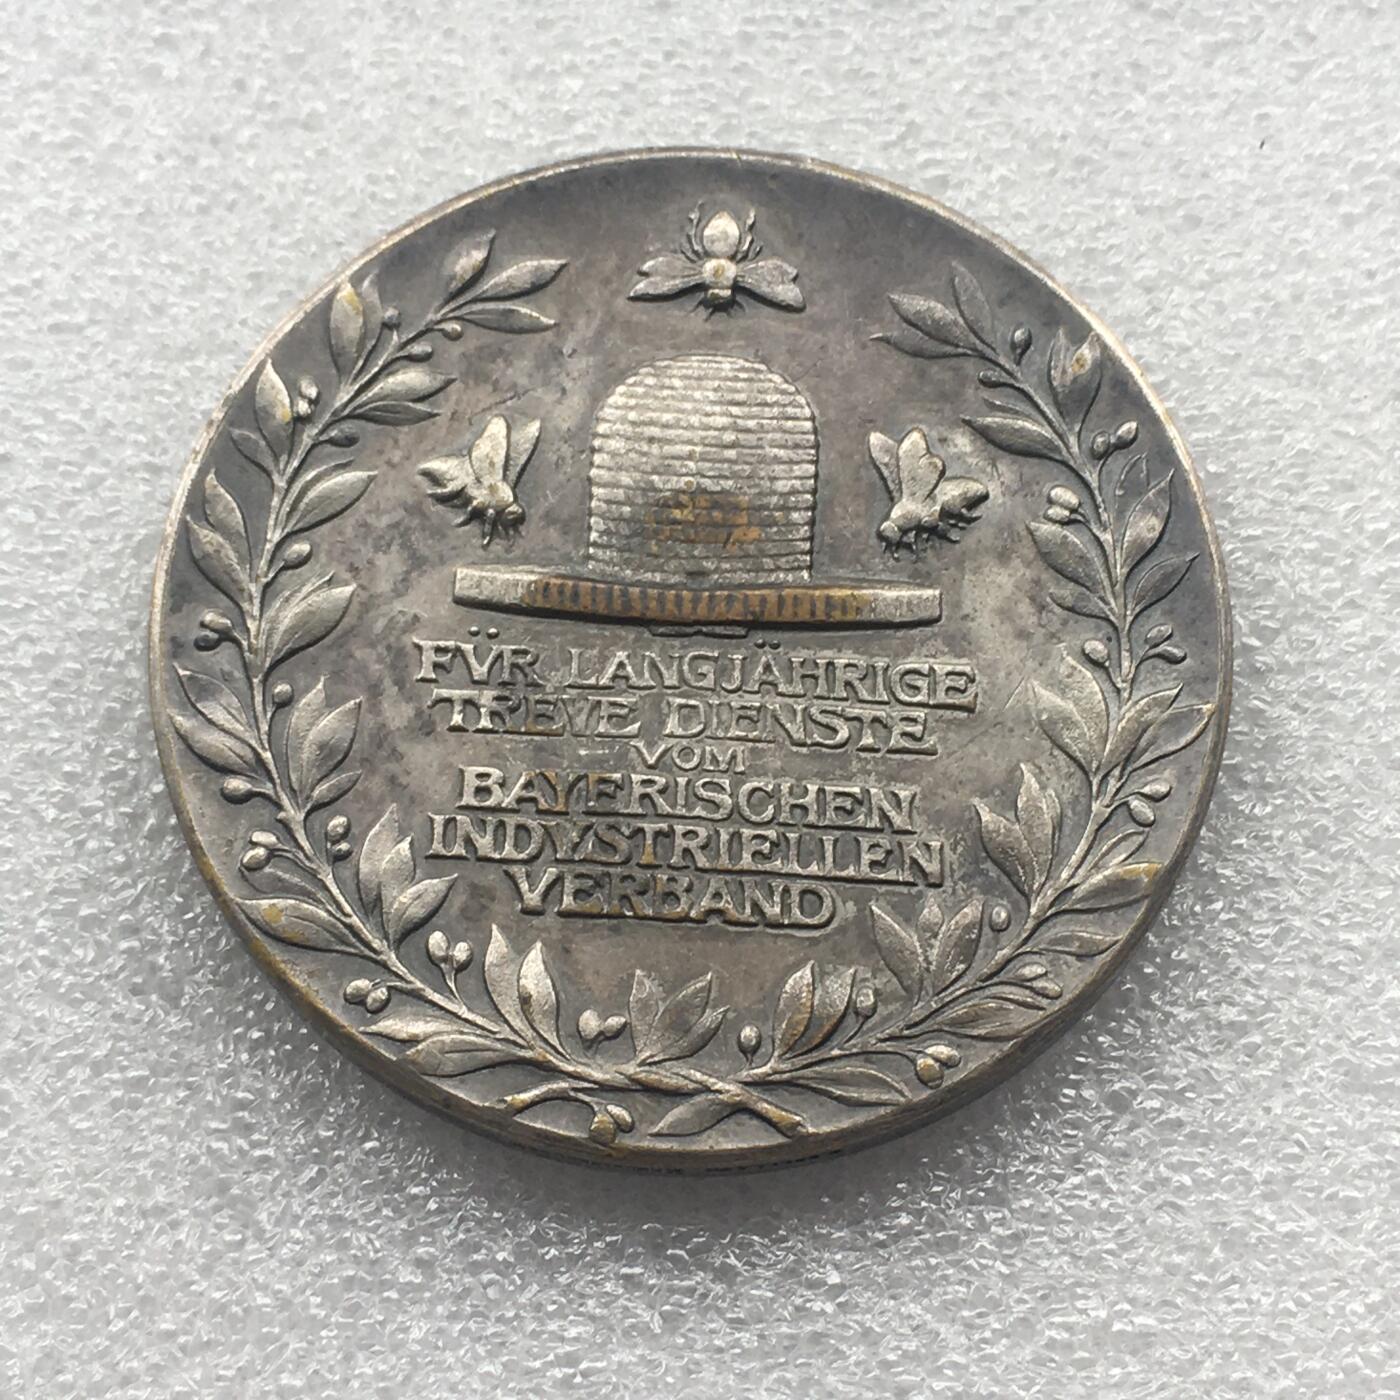 FVR LANGJÄHRIGE
TREVE DIENSTE
VOM
BAYERISCHEN
INDVSTRIELLEN
VERBAND